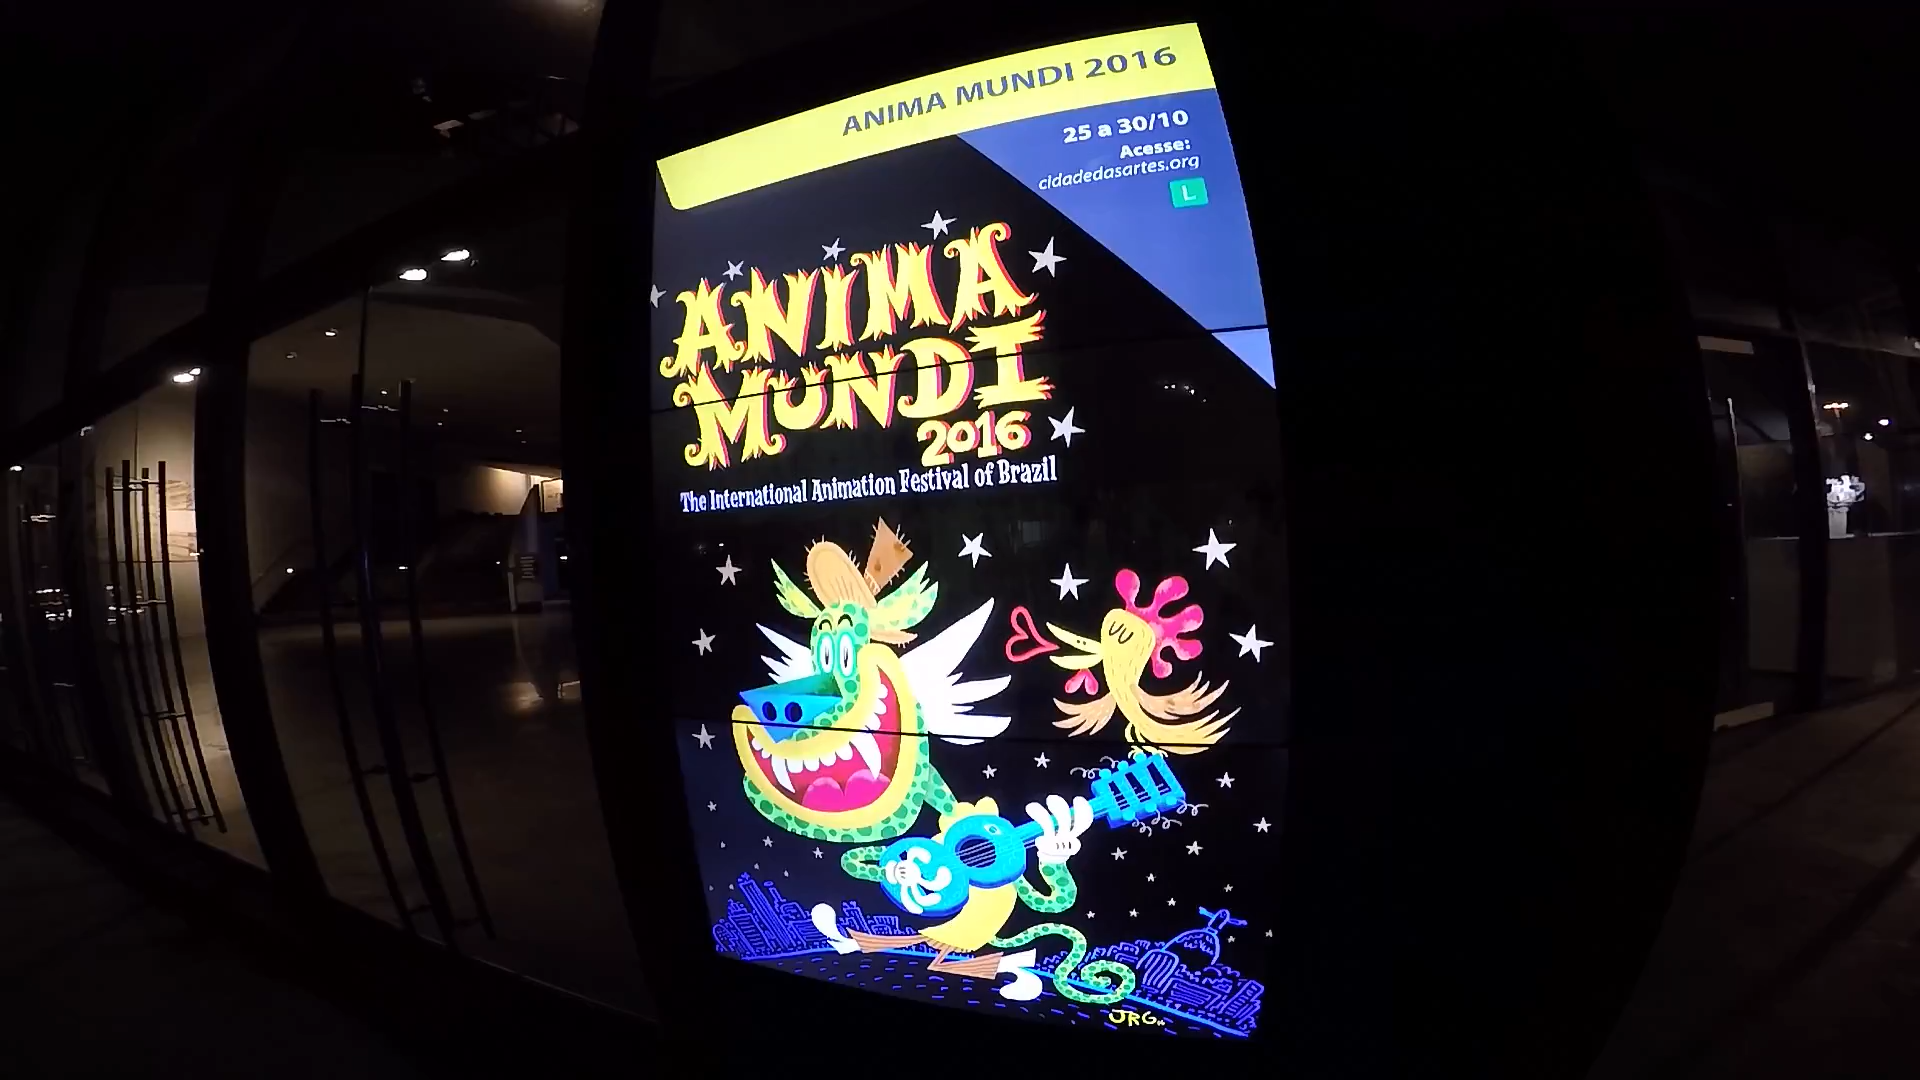 ANIMA MUNDI 2016
25 a 30/10
Acesse:
cidadedasartes.org
L
ANIMA
MUNDI
2016
The International Animation Festival of Brazil
JRG